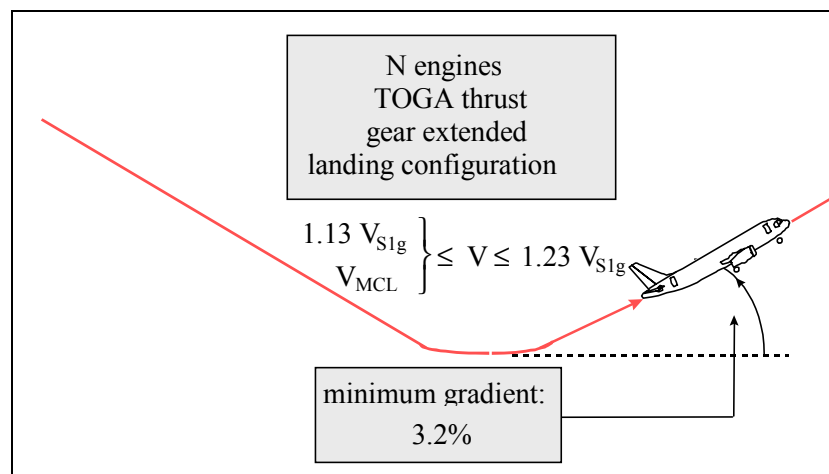 N engines
TOGA thrust
gear extended
landing configuration
1.13 VS1g
VMCL
≤ V ≤ 1.23 VS1g
minimum gradient:
3.2%